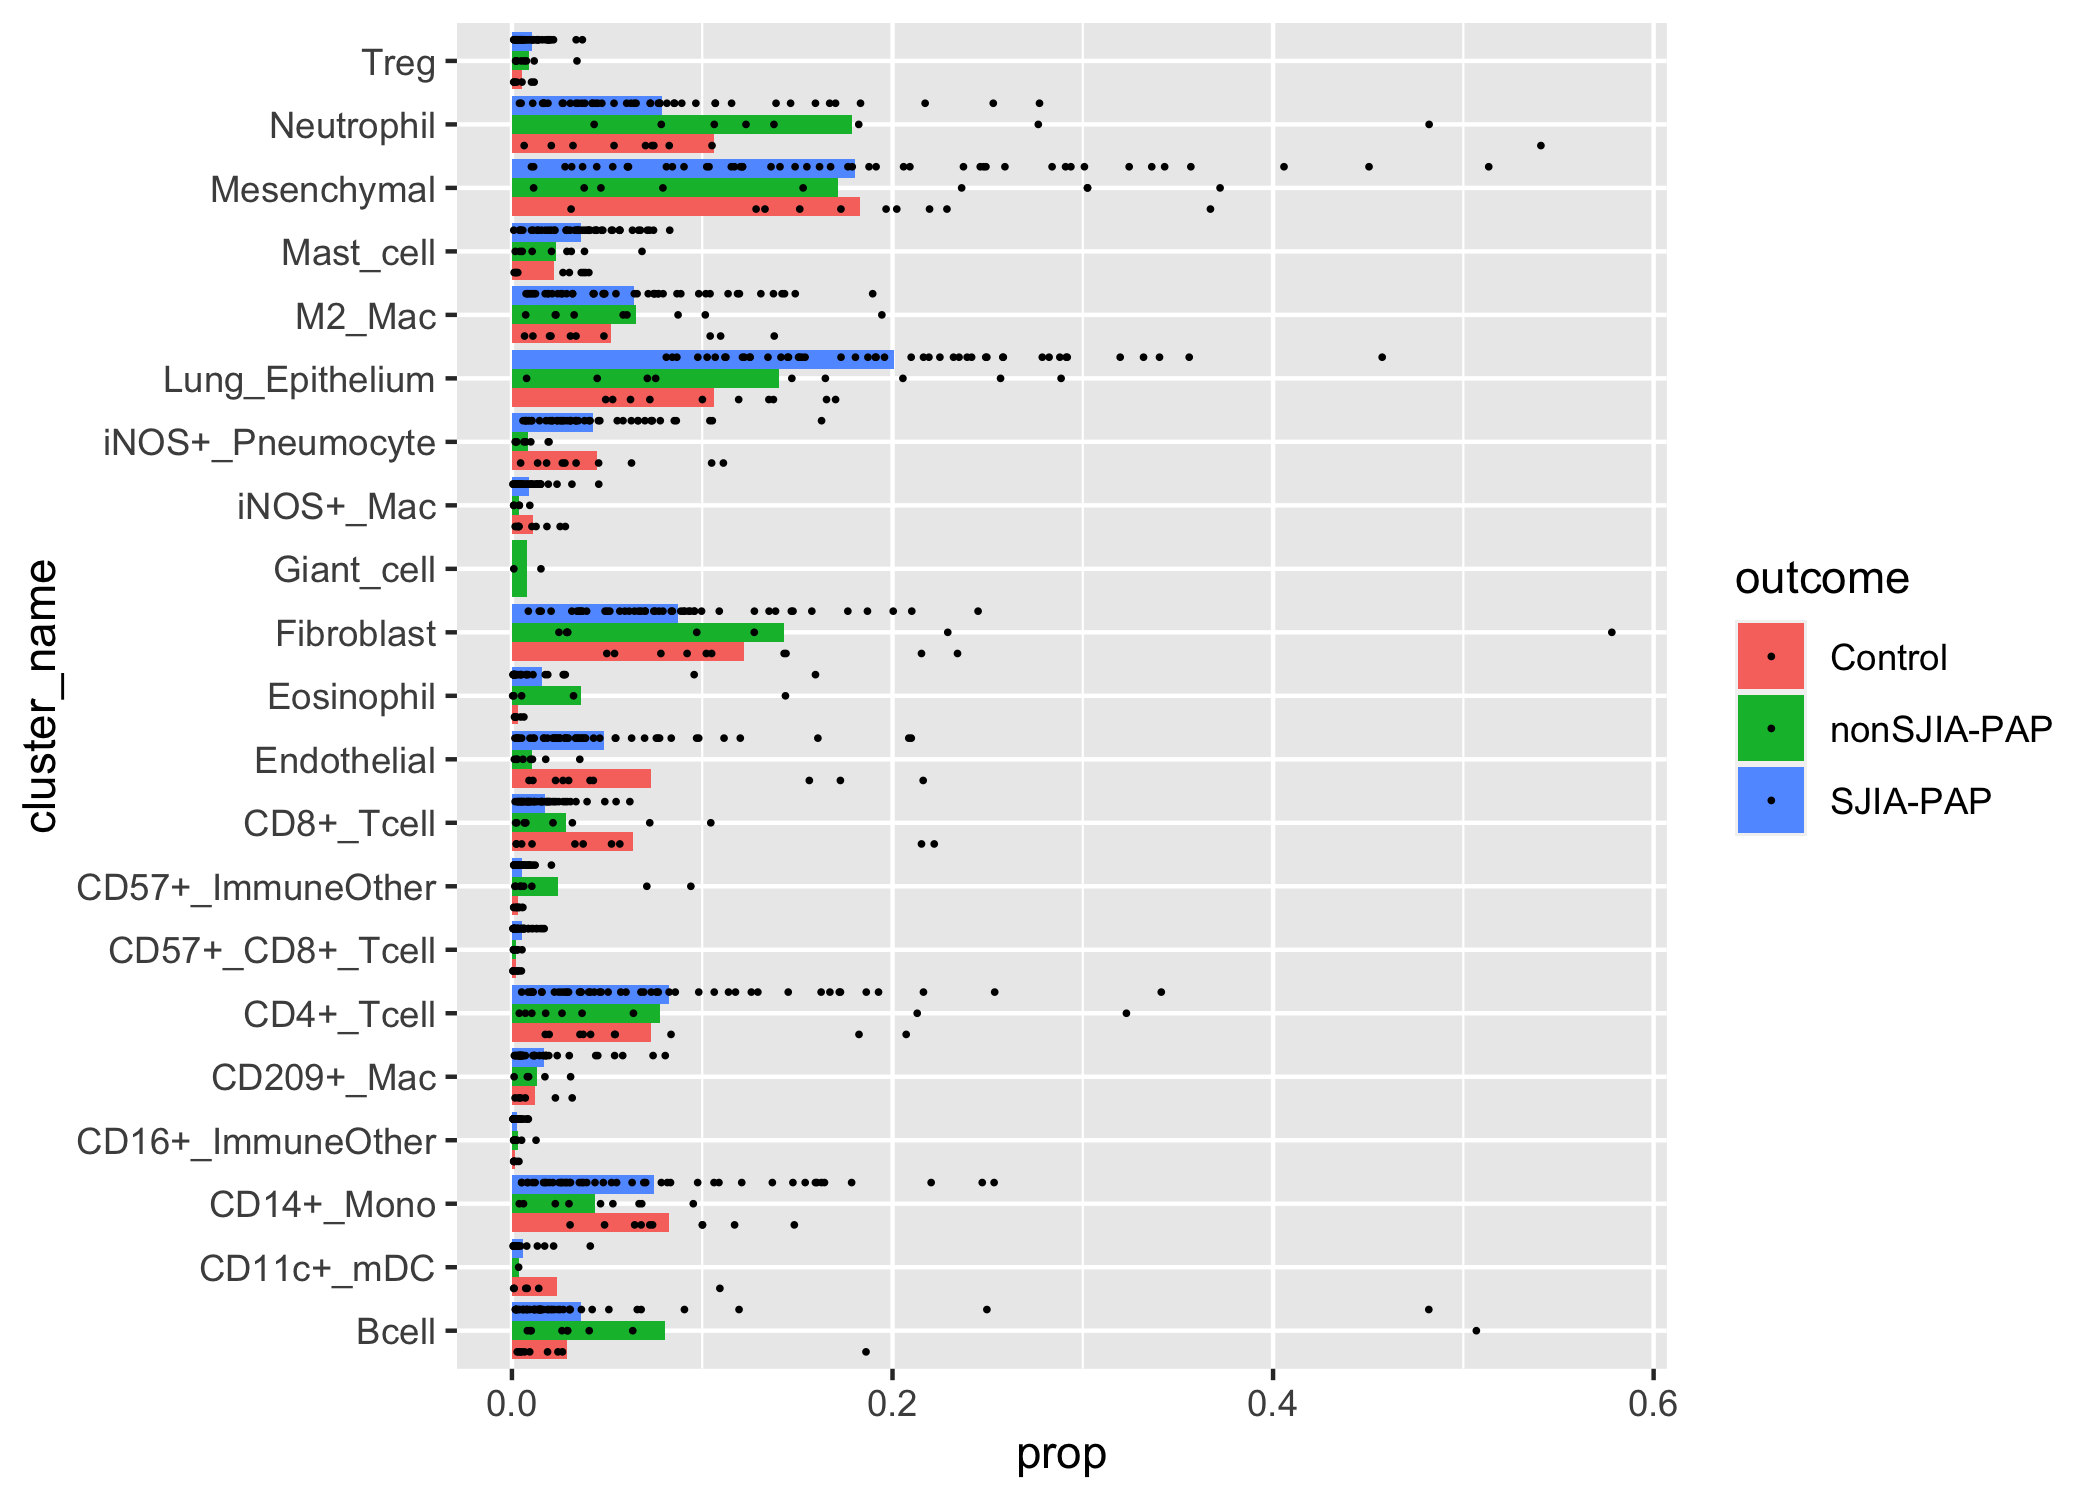 cluster_name
Treg
Neutrophil
Mesenchymal
Mast_cell
M2_Mac
Lung_Epithelium
iNOS+_Pneumocyte
iNOS+_Mac
Giant_cell
Fibroblast
Eosinophil
Endothelial
CD8+_Tcell
CD57+_ImmuneOther
CD57+_CD8+_Tcell
CD4+_Tcell
CD209+_Mac
CD16+_ImmuneOther
CD14+_Mono
CD11c+_mDC
Bcell
0.0 0.2 0.4 0.6
prop
outcome
Control
nonSJIA-PAP
SJIA-PAP